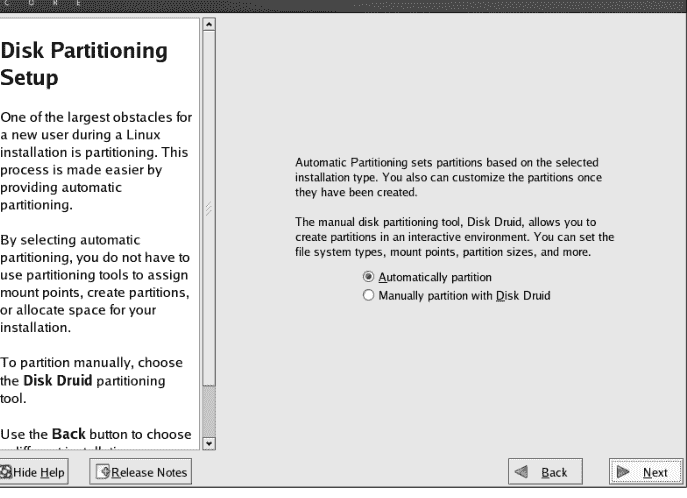 C O R E
Disk Partitioning
Setup
One of the largest obstacles for
a new user during a Linux
installation is partitioning. This
process is made easier by
providing automatic
partitioning.
By selecting automatic
partitioning, you do not have to
use partitioning tools to assign
mount points, create partitions,
or allocate space for your
installation.
To partition manually, choose
the Disk Druid partitioning
tool.
Use the Back button to choose
Automatic Partitioning sets partitions based on the selected
installation type. You also can customize the partitions once
they have been created.
The manual disk partitioning tool, Disk Druid, allows you to
create partitions in an interactive environment. You can set the
file system types, mount points, partition sizes, and more.
Automatically partition
Manually partition with Disk Druid
Hide Help
Release Notes
Back
Next